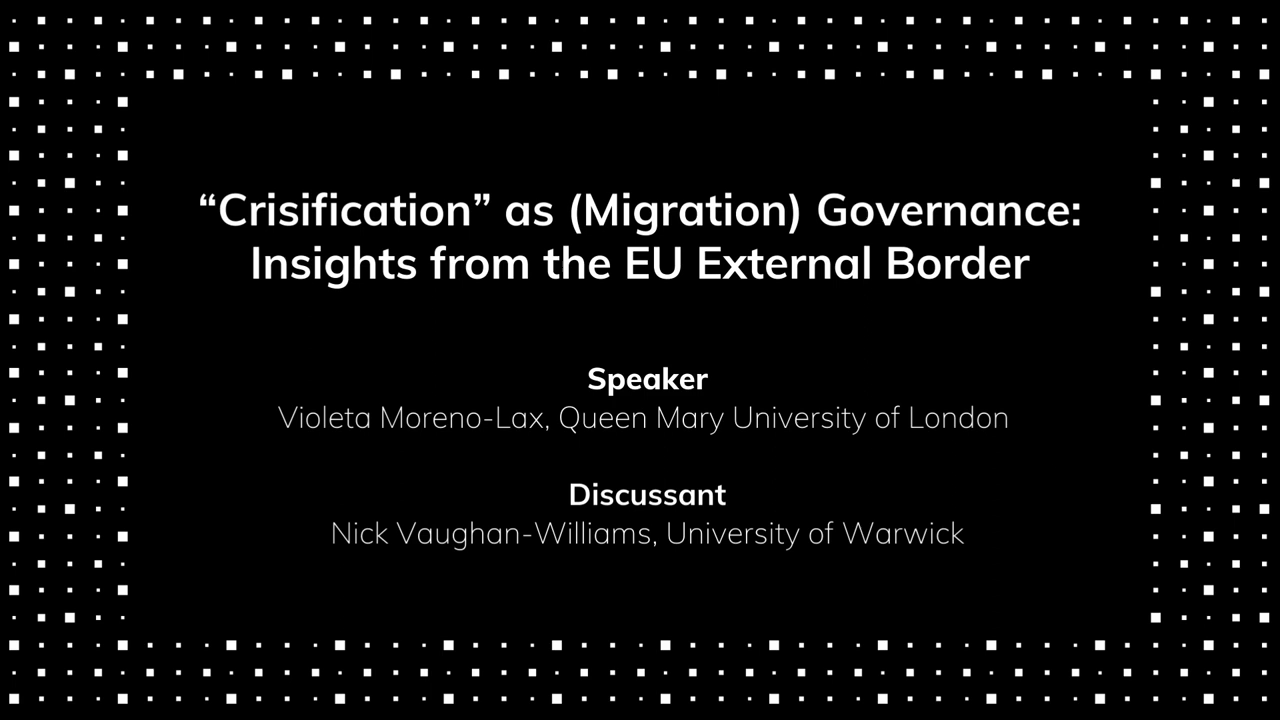 “Crisification” as (Migration) Governance:
Insights from the EU External Border
Speaker
Violeta Moreno-Lax, Queen Mary University of London
Discussant
Nick Vaughan-Williams, University of Warwick